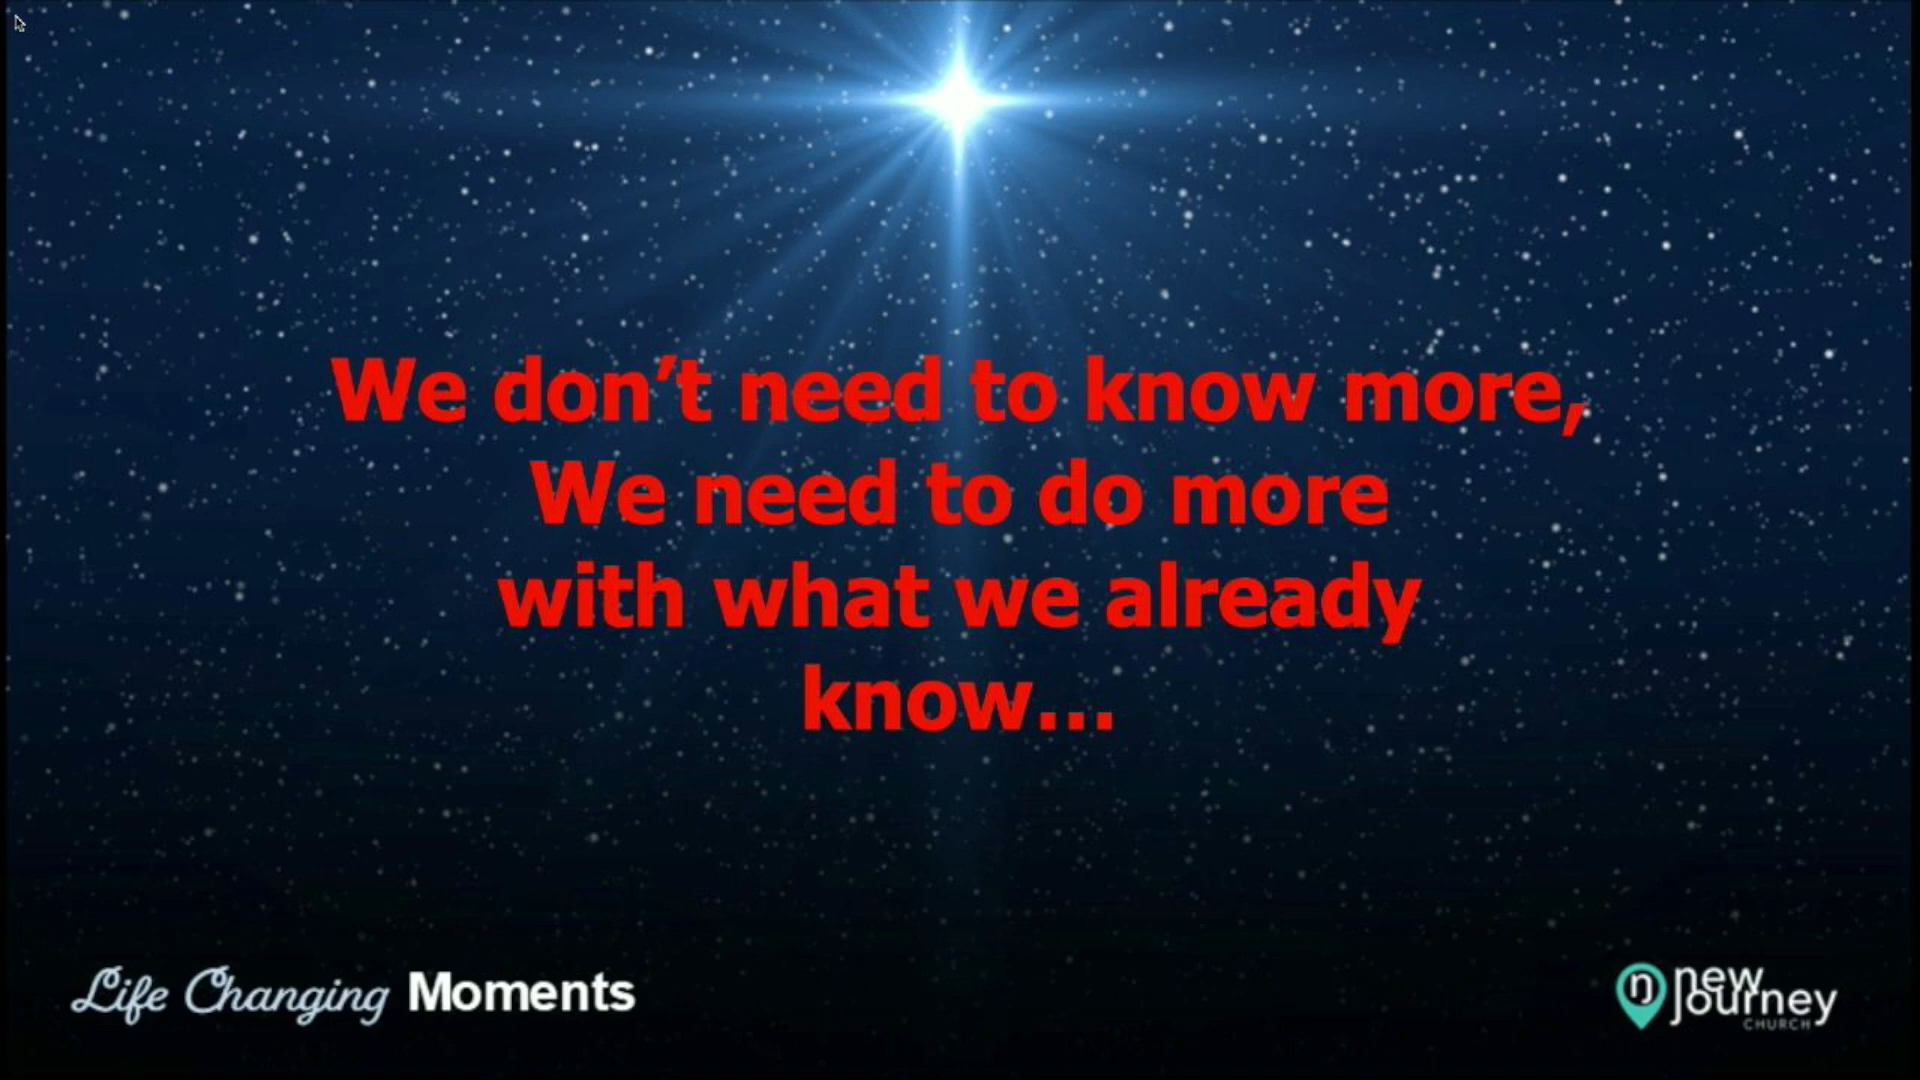 We don’t need to know more,
We need to do more
with what we already
know...
Life Changing Moments
n new
Journey
CHURCH